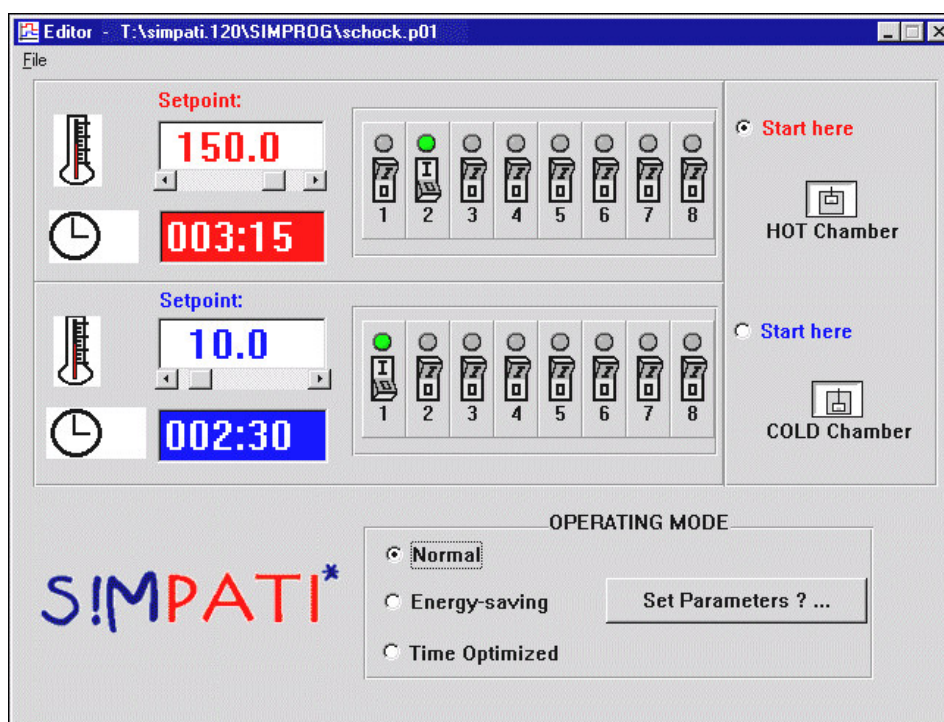 Editor - T:\simpati.120\SIMPROG\schock.p01
File
Setpoint:
150.0
003:15
I
1 2 3 4 5 6 7 8
Start here
HOT Chamber
Setpoint:
10.0
002:30
I
1 2 3 4 5 6 7 8
Start here
COLD Chamber
S!MPATI*
OPERATING MODE
Normal
Energy-saving
Set Parameters ? ...
Time Optimized